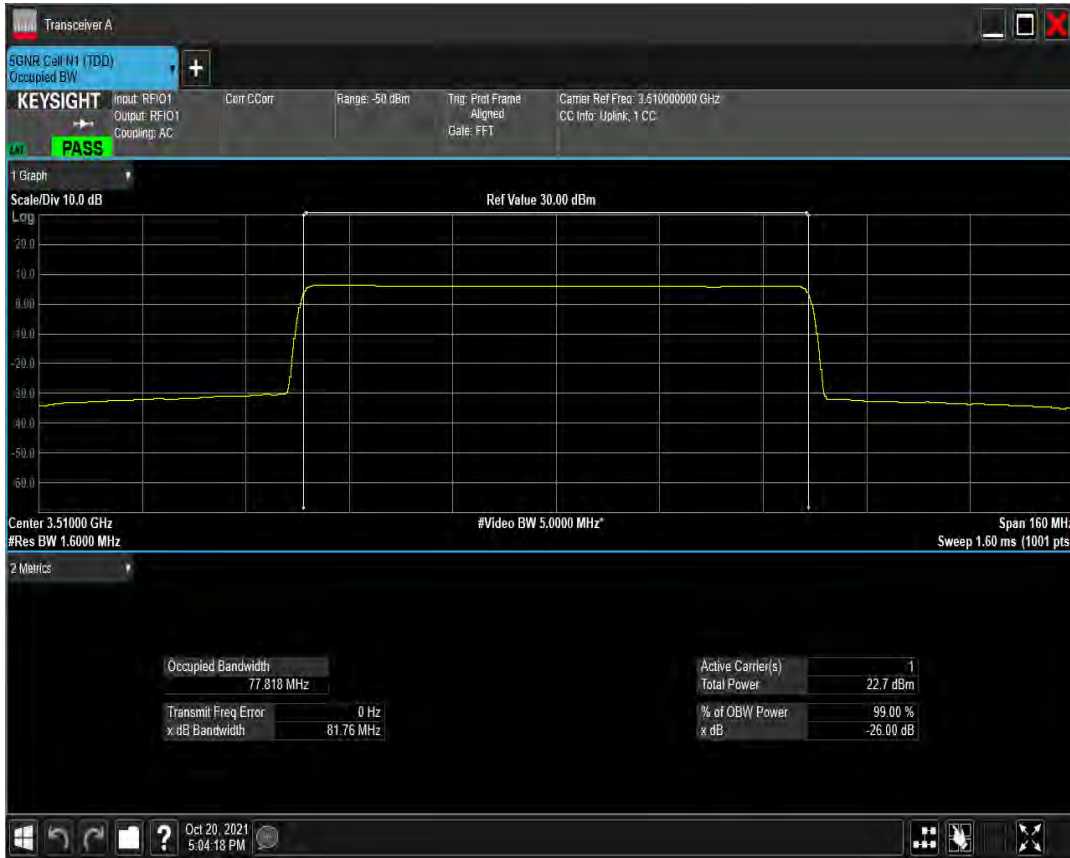 Transceiver A
5GNR Cell N1 (TDD)
Occupied BW
KEYSIGHT
Input: RFIO1
Output: RFIO1
Coupling: AC
Corr CCorr
Range: -50 dBm
Trig: Prot Frame
Aligned
Gate: FFT
Carrier Ref Freq: 3.510000000 GHz
CC Info: Uplink, 1 CC
PASS
1 Graph
Scale/Div 10.0 dB
Ref Value 30.00 dBm
Log
20.0
10.0
0.00
-10.0
-20.0
-30.0
-40.0
-50.0
-60.0
Center 3.51000 GHz
#Video BW 5.0000 MHz*
Span 160 MHz
#Res BW 1.6000 MHz
Sweep 1.60 ms (1001 pts
2 Metrics
Occupied Bandwidth
77.818 MHz
Transmit Freq Error 0 Hz
x dB Bandwidth 81.76 MHz
Active Carrier(s) 1
Total Power 22.7 dBm
% of OBW Power 99.00 %
x dB -26.00 dB
Oct 20, 2021
5:04:18 PM